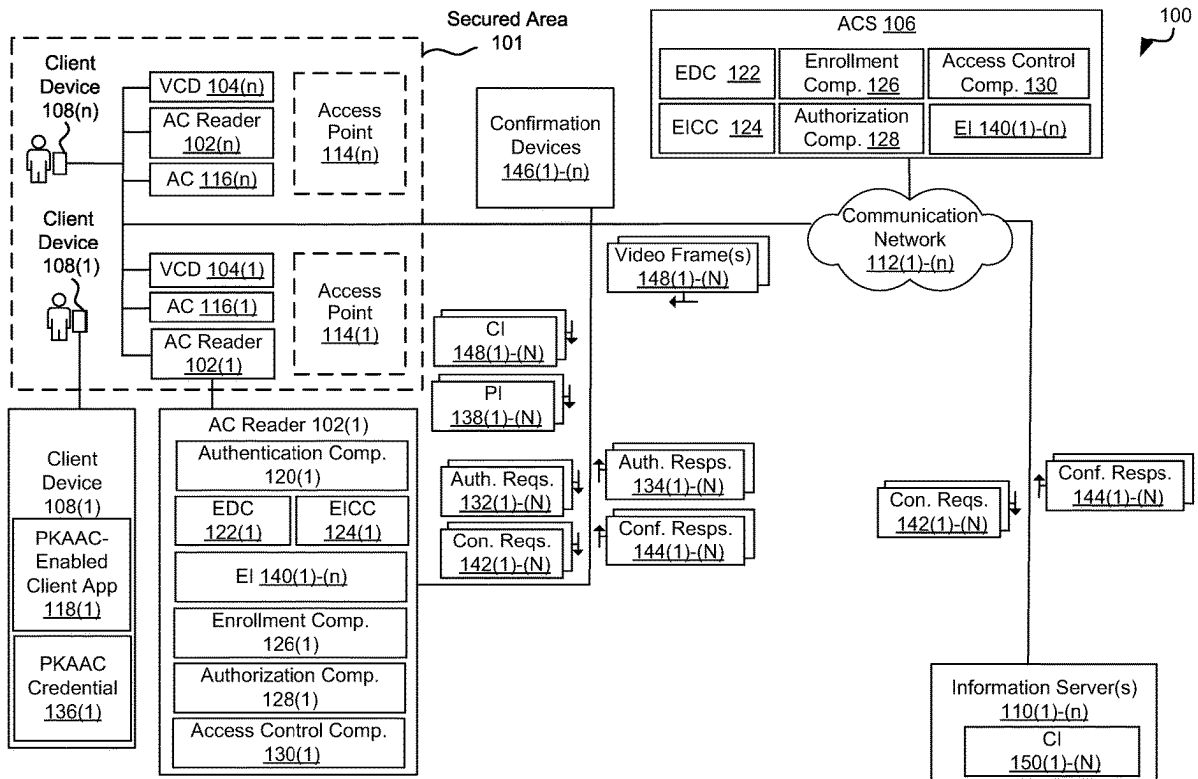 100
Secured Area
101
ACS 106
EDC 122
Enrollment
Comp. 126
Access Control
Comp. 130
EICC 124
Authorization
Comp. 128
EI 140(1)-(n)
Client
Device
108(n)
VCD 104(n)
AC Reader
102(n)
AC 116(n)
Access
Point
114(n)
Confirmation
Devices
146(1)-(n)
Client
Device
108(1)
VCD 104(1)
AC 116(1)
AC Reader
102(1)
Access
Point
114(1)
Communication
Network
112(1)-(n)
Video Frame(s)
148(1)-(N)
CI
148(1)-(N)
PI
138(1)-(N)
Auth. Reqs.
132(1)-(N)
Auth. Resps.
134(1)-(N)
Con. Reqs.
142(1)-(N)
Conf. Resps.
144(1)-(N)
Con. Reqs.
142(1)-(N)
Conf. Resps.
144(1)-(N)
Client
Device
108(1)
PKAAC-
Enabled
Client App
118(1)
PKAAC
Credential
136(1)
AC Reader 102(1)
Authentication Comp.
120(1)
EDC
122(1)
EICC
124(1)
EI 140(1)-(n)
Enrollment Comp.
126(1)
Authorization Comp.
128(1)
Access Control Comp.
130(1)
Information Server(s)
110(1)-(n)
CI
150(1)-(N)